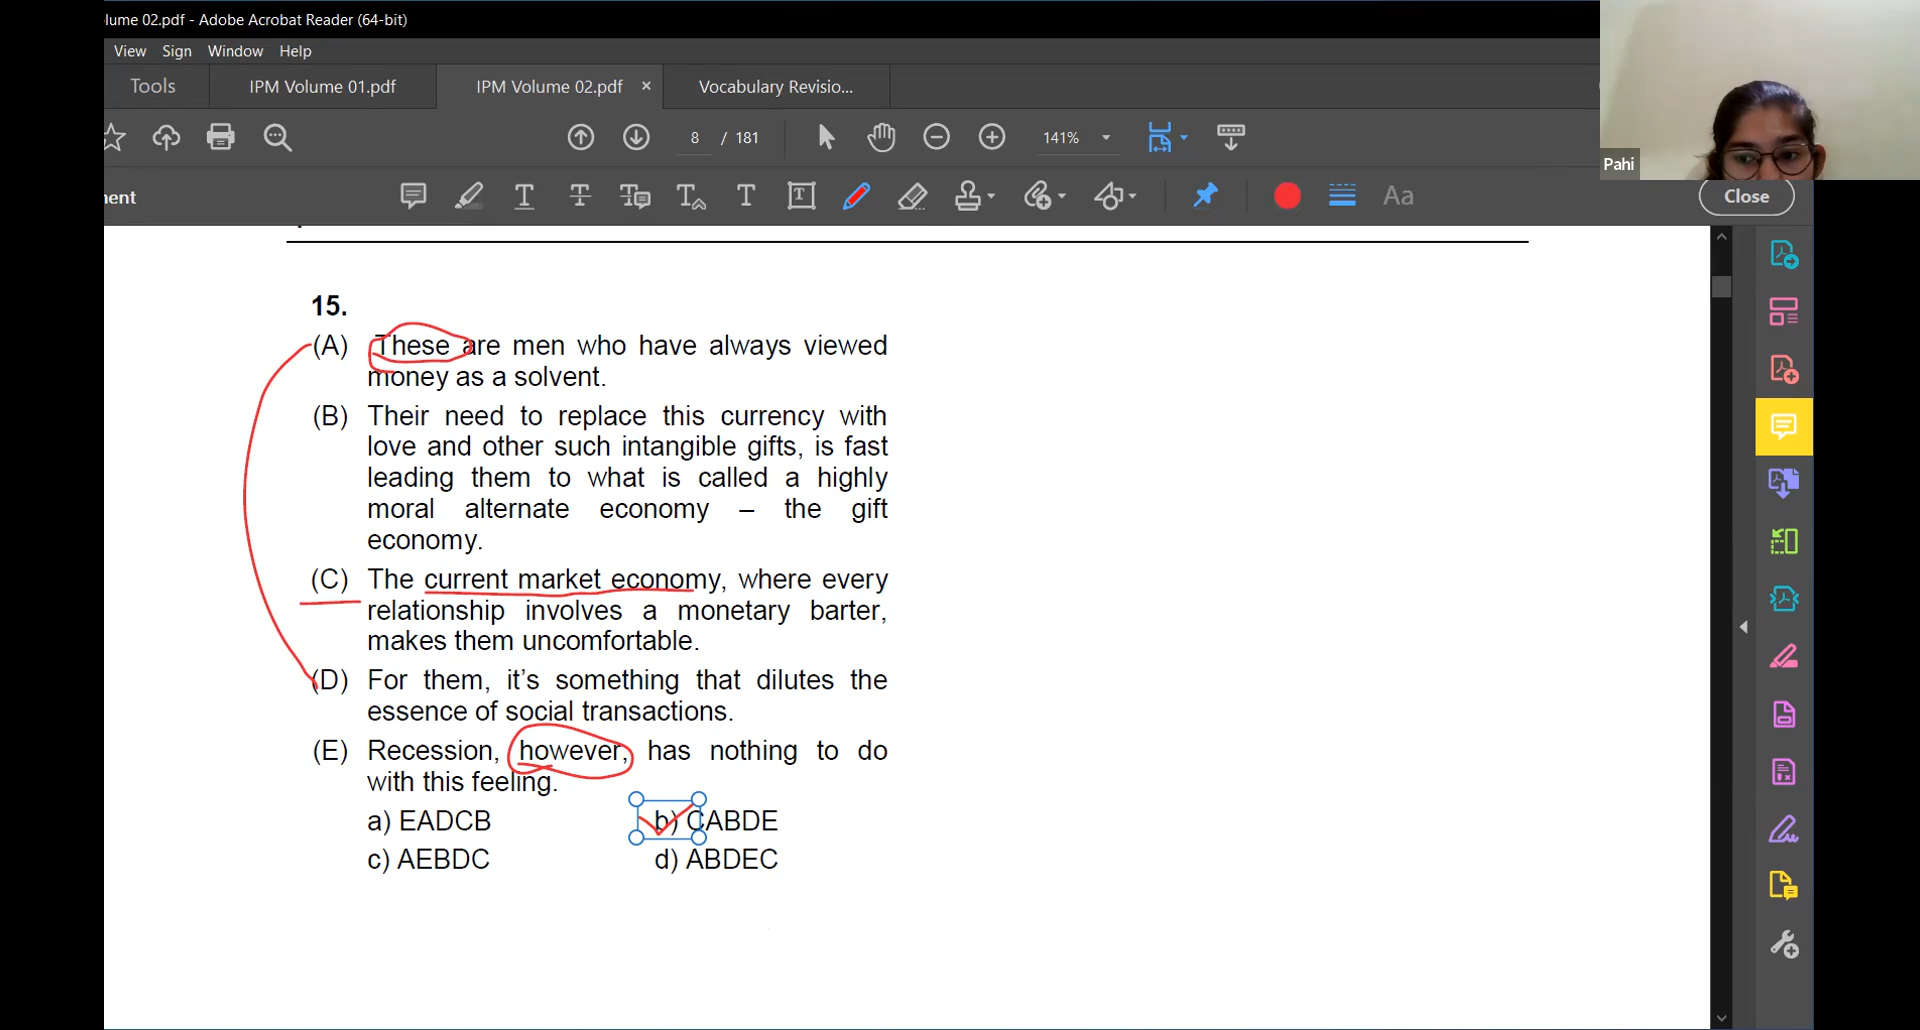 lume 02.pdf - Adobe Acrobat Reader (64-bit)
View Sign Window Help
Tools IPM Volume 01.pdf IPM Volume 02.pdf × Vocabulary Revisio...
8 / 181 141%
Pahi
ent
Aa
Close
15.
(A) These are men who have always viewed
money as a solvent.
(B) Their need to replace this currency with
love and other such intangible gifts, is fast
leading them to what is called a highly
moral alternate economy – the gift
economy.
(C) The current market economy, where every
relationship involves a monetary barter,
makes them uncomfortable.
(D) For them, it's something that dilutes the
essence of social transactions.
(E) Recession, however, has nothing to do
with this feeling.
a) EADCB b) CABDE
c) AEBDC d) ABDEC